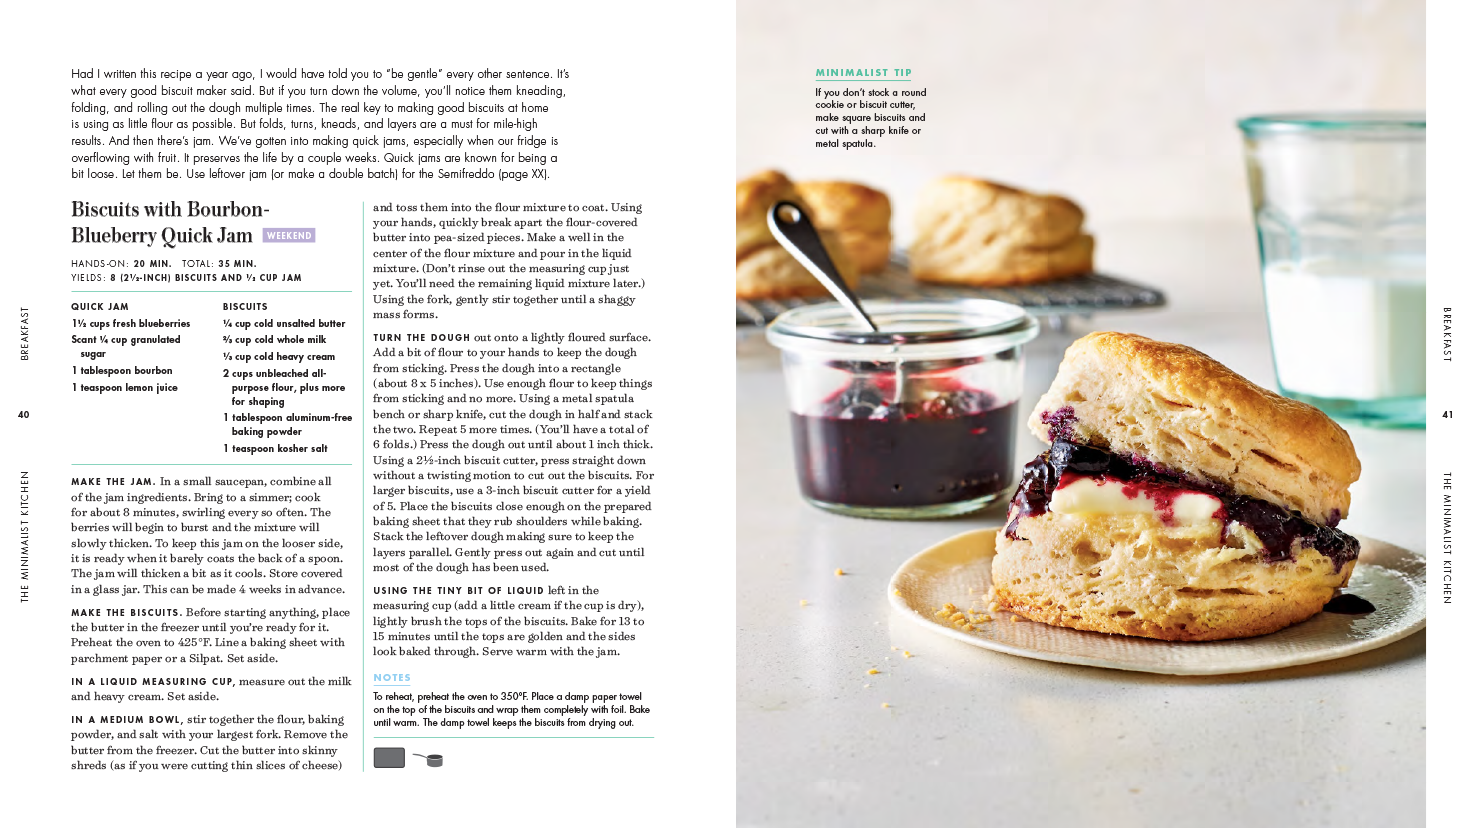 Had I written this recipe a year ago, I would have told you to “be gentle” every other sentence. It’s
what every good biscuit maker said. But if you turn down the volume, you’ll notice them kneading,
folding, and rolling out the dough multiple times. The real key to making good biscuits at home
is using as little flour as possible. But folds, turns, kneads, and layers are a must for mile-high
results. And then there’s jam. We’ve gotten into making quick jams, especially when our fridge is
overflowing with fruit. It preserves the life by a couple weeks. Quick jams are known for being a
bit loose. Let them be. Use leftover jam (or make a double batch) for the Semifreddo (page XX).
Biscuits with Bourbon-
Blueberry Quick Jam WEEKEND
HANDS-ON: 20 MIN. TOTAL: 35 MIN.
YIELDS: 8 (2½-INCH) BISCUITS AND ½ CUP JAM
QUICK JAM
1½ cups fresh blueberries
Scant ¼ cup granulated
sugar
1 tablespoon bourbon
1 teaspoon lemon juice
BISCUITS
¼ cup cold unsalted butter
⅔ cup cold whole milk
⅓ cup cold heavy cream
2 cups unbleached all-
purpose flour, plus more
for shaping
1 tablespoon aluminum-free
baking powder
1 teaspoon kosher salt
MAKE THE JAM. In a small saucepan, combine all
of the jam ingredients. Bring to a simmer; cook
for about 8 minutes, swirling every so often. The
berries will begin to burst and the mixture will
slowly thicken. To keep this jam on the looser side,
it is ready when it barely coats the back of a spoon.
The jam will thicken a bit as it cools. Store covered
in a glass jar. This can be made 4 weeks in advance.
MAKE THE BISCUITS. Before starting anything, place
the butter in the freezer until you’re ready for it.
Preheat the oven to 425°F. Line a baking sheet with
parchment paper or a Silpat. Set aside.
IN A LIQUID MEASURING CUP, measure out the milk
and heavy cream. Set aside.
IN A MEDIUM BOWL, stir together the flour, baking
powder, and salt with your largest fork. Remove the
butter from the freezer. Cut the butter into skinny
shreds (as if you were cutting thin slices of cheese)
and toss them into the flour mixture to coat. Using
your hands, quickly break apart the flour-covered
butter into pea-sized pieces. Make a well in the
center of the flour mixture and pour in the liquid
mixture. (Don’t rinse out the measuring cup just
yet. You’ll need the remaining liquid mixture later.)
Using the fork, gently stir together until a shaggy
mass forms.
TURN THE DOUGH out onto a lightly floured surface.
Add a bit of flour to your hands to keep the dough
from sticking. Press the dough into a rectangle
(about 8 x 5 inches). Use enough flour to keep things
from sticking and no more. Using a metal spatula
bench or sharp knife, cut the dough in half and stack
the two. Repeat 5 more times. (You’ll have a total of
6 folds.) Press the dough out until about 1 inch thick.
Using a 2½-inch biscuit cutter, press straight down
without a twisting motion to cut out the biscuits. For
larger biscuits, use a 3-inch biscuit cutter for a yield
of 5. Place the biscuits close enough on the prepared
baking sheet that they rub shoulders while baking.
Stack the leftover dough making sure to keep the
layers parallel. Gently press out again and cut until
most of the dough has been used.
USING THE TINY BIT OF LIQUID left in the
measuring cup (add a little cream if the cup is dry),
lightly brush the tops of the biscuits. Bake for 13 to
15 minutes until the tops are golden and the sides
look baked through. Serve warm with the jam.
NOTES
To reheat, preheat the oven to 350°F. Place a damp paper towel
on the top of the biscuits and wrap them completely with foil. Bake
until warm. The damp towel keeps the biscuits from drying out.
BREAKFAST
40
THE MINIMALIST KITCHEN
MINIMALIST TIP
If you don’t stock a round
cookie or biscuit cutter,
make square biscuits and
cut with a sharp knife or
metal spatula.
BREAKFAST
41
THE MINIMALIST KITCHEN